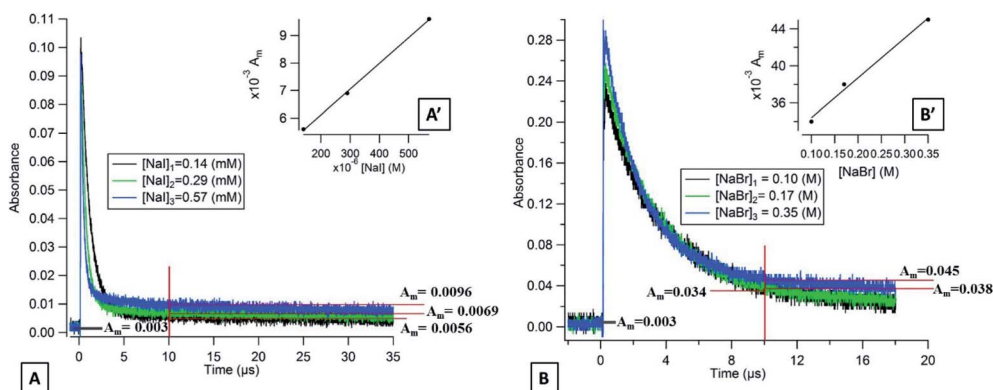 0.11
0.10
0.09
0.08
0.07
0.06
0.05
0.04
0.03
0.02
0.01
0.00
Absorbance
0 5 10 15 20 25 30 35
Time (µs)
[NaI]₁=0.14 (mM)
[NaI]₂=0.29 (mM)
[NaI]₃=0.57 (mM)
Aₘ= 0.003
Aₘ= 0.0096
Aₘ= 0.0069
Aₘ= 0.0056
A
9
8
7
6
x10⁻³ Aₘ
200 300 400 500
x10⁻⁶ [NaI] (M)
A'
0.28
0.24
0.20
0.16
0.12
0.08
0.04
0.00
Absorbance
0 4 8 12 16 20
Time (µs)
[NaBr]₁ = 0.10 (M)
[NaBr]₂ = 0.17 (M)
[NaBr]₃ = 0.35 (M)
Aₘ=0.003
Aₘ=0.034
Aₘ=0.045
Aₘ=0.038
B
44
40
36
x10⁻³ Aₘ
0.10 0.15 0.20 0.25 0.30 0.35
[NaBr] (M)
B'